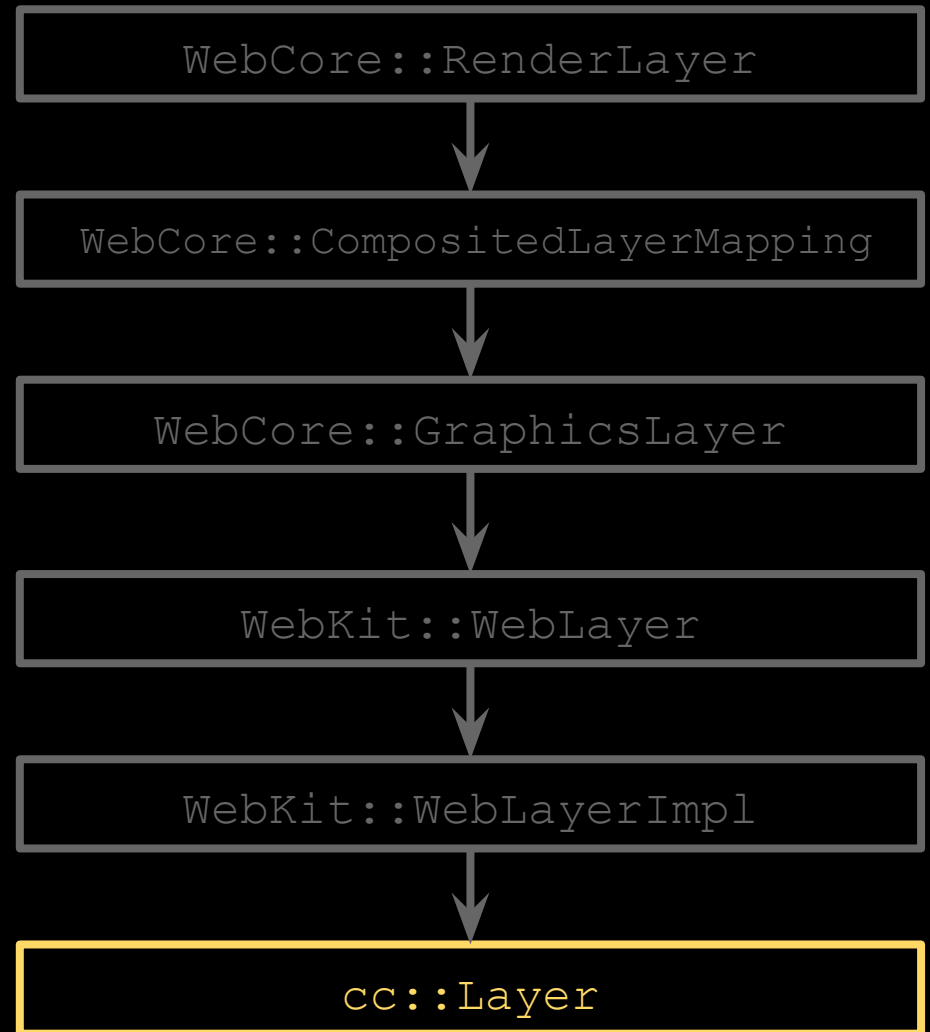 WebCore::RenderLayer
WebCore::CompositedLayerMapping
WebCore::GraphicsLayer
WebKit::WebLayer
WebKit::WebLayerImpl
cc::Layer